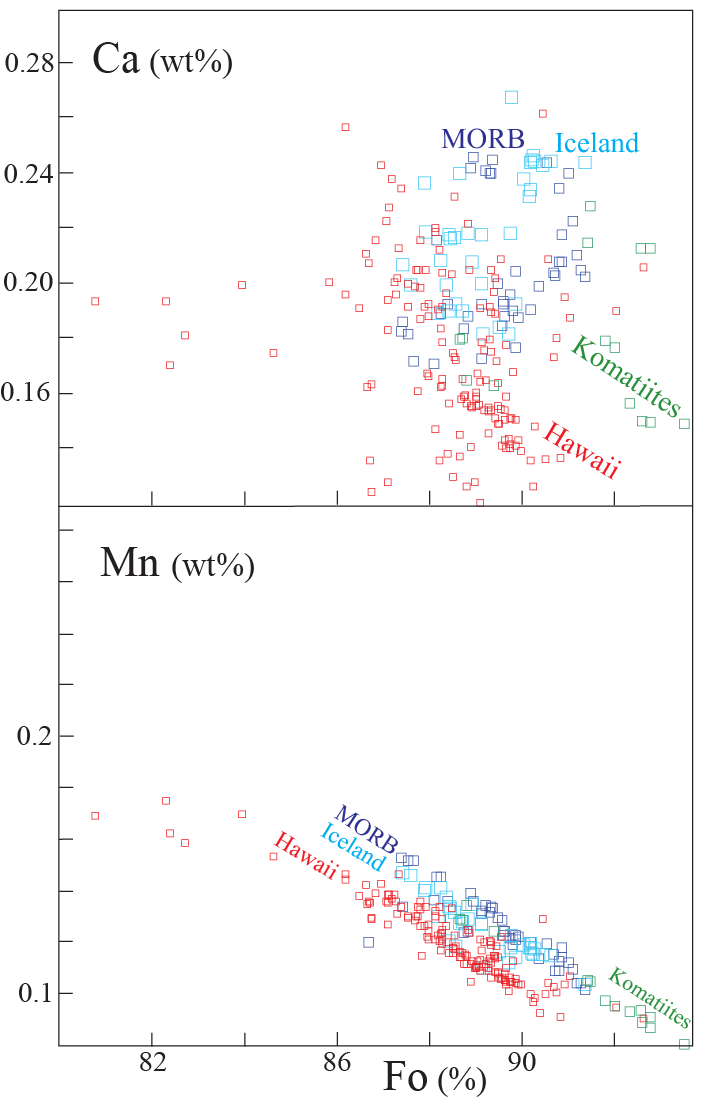 Ca (wt%)
0.28
MORB
Iceland
0.24
0.20
Komatiites
0.16
Hawaii
Mn (wt%)
0.2
MORB
Iceland
Hawaii
Komatiites
0.1
82
86
90
Fo (%)